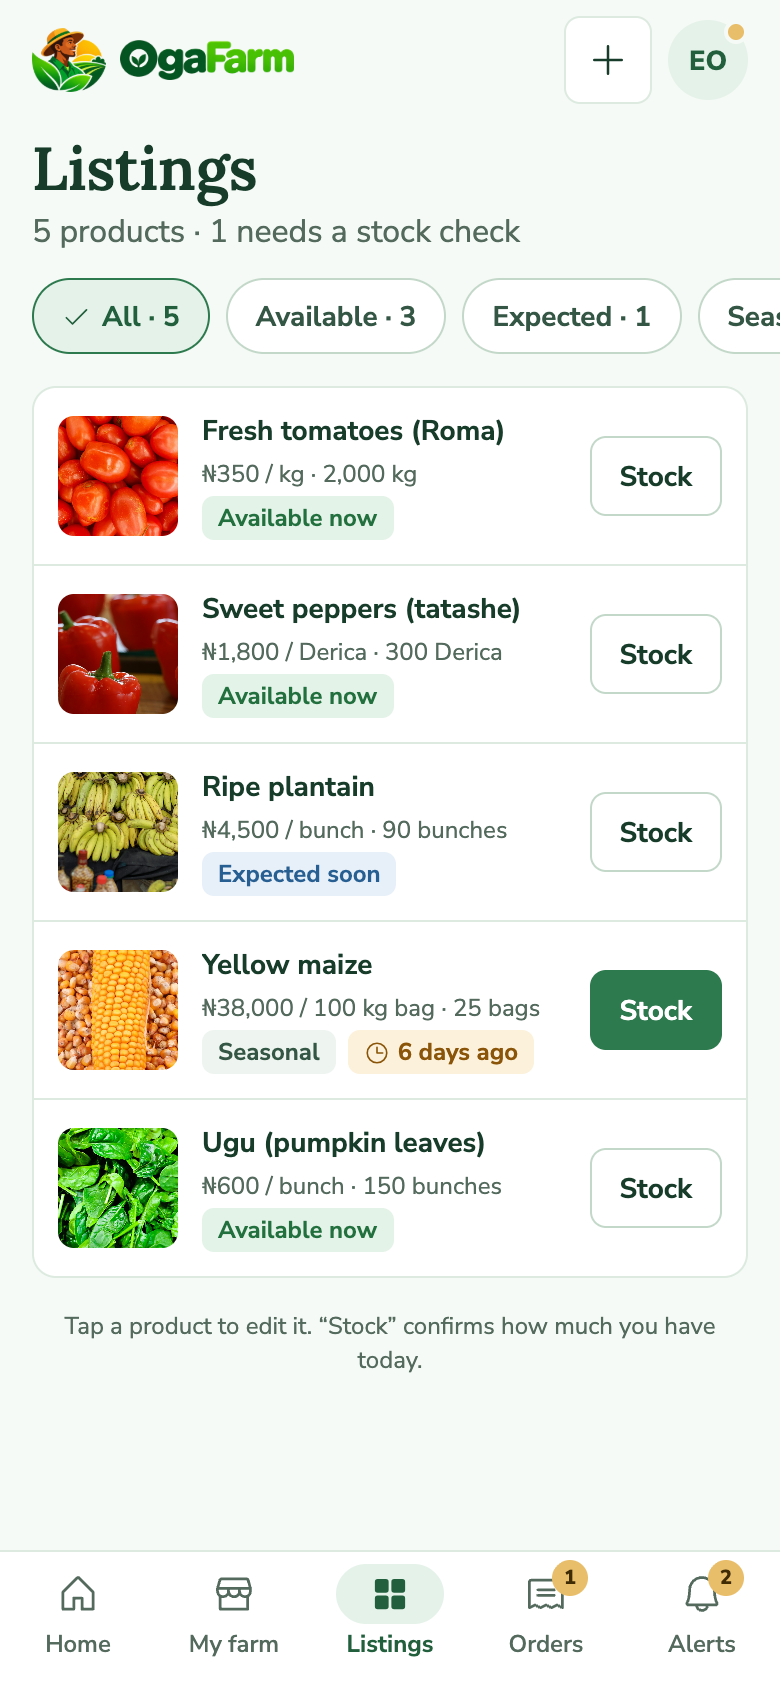 OgaFarm
EO
Listings
5 products · 1 needs a stock check
All · 5
Available · 3
Expected · 1
Seas
Fresh tomatoes (Roma)
₦350 / kg · 2,000 kg
Available now
Stock
Sweet peppers (tatashe)
₦1,800 / Derica · 300 Derica
Available now
Stock
Ripe plantain
₦4,500 / bunch · 90 bunches
Expected soon
Stock
Yellow maize
₦38,000 / 100 kg bag · 25 bags
Seasonal
6 days ago
Stock
Ugu (pumpkin leaves)
₦600 / bunch · 150 bunches
Available now
Stock
Tap a product to edit it. “Stock” confirms how much you have
today.
Home
My farm
Listings
1
Orders
2
Alerts